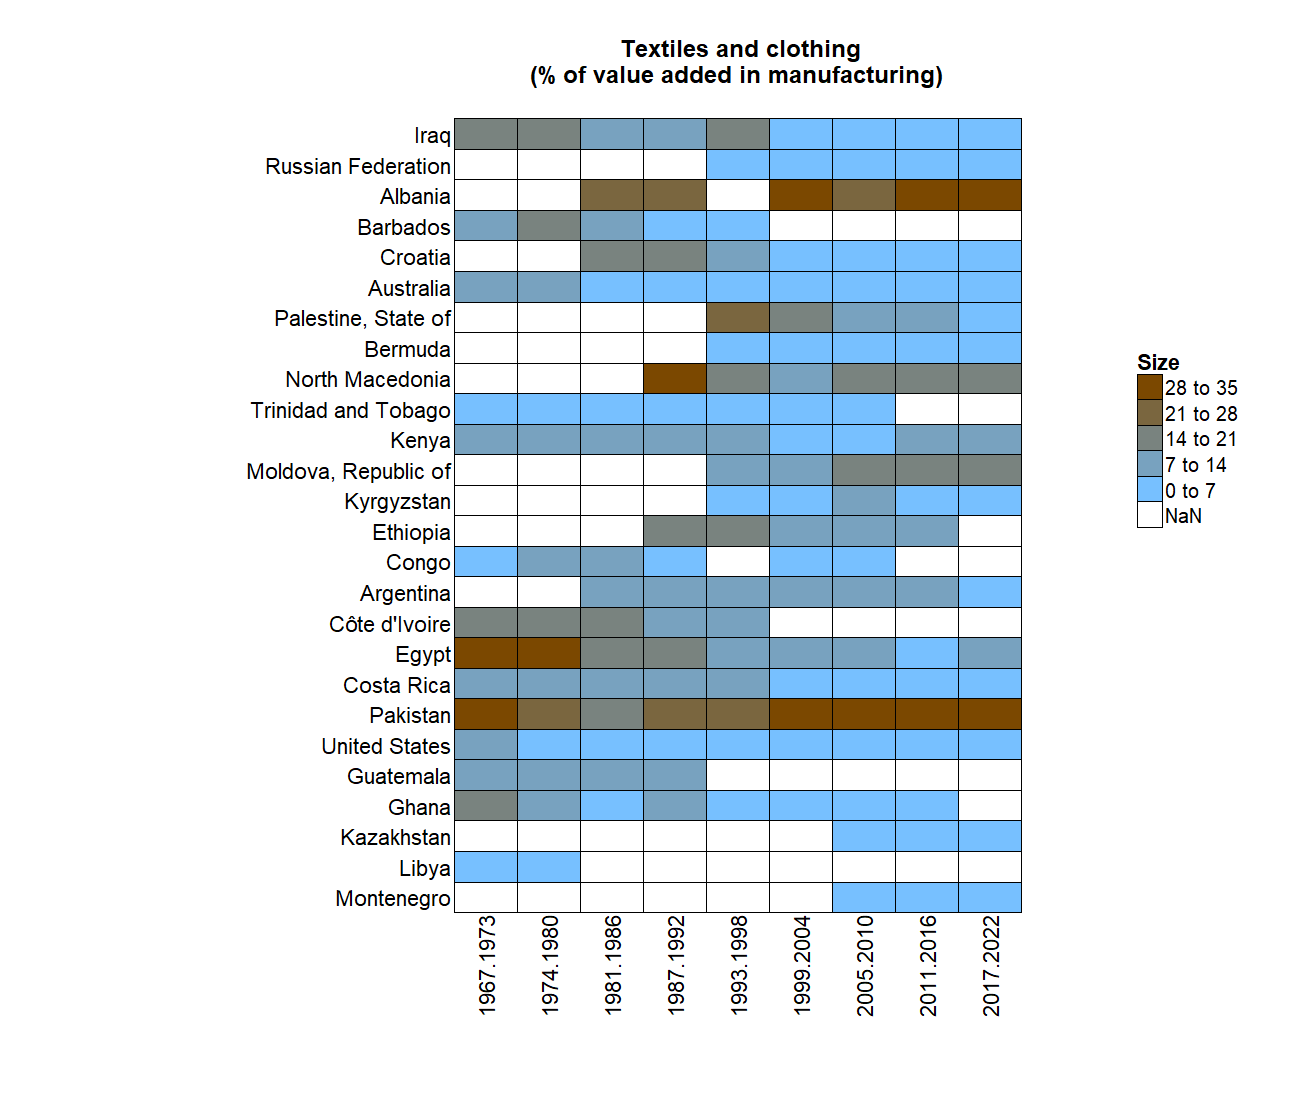 Textiles and clothing
(% of value added in manufacturing)
Iraq
Russian Federation
Albania
Barbados
Croatia
Australia
Palestine, State of
Bermuda
North Macedonia
Trinidad and Tobago
Kenya
Moldova, Republic of
Kyrgyzstan
Ethiopia
Congo
Argentina
Côte d'Ivoire
Egypt
Costa Rica
Pakistan
United States
Guatemala
Ghana
Kazakhstan
Libya
Montenegro
1967.1973
1974.1980
1981.1986
1987.1992
1993.1998
1999.2004
2005.2010
2011.2016
2017.2022
Size
28 to 35
21 to 28
14 to 21
7 to 14
0 to 7
NaN